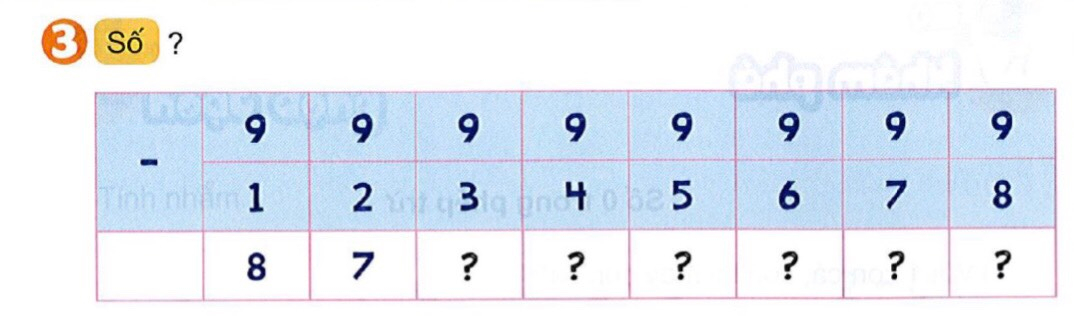 3 Số ?
- 9 9 9 9 9 9 9 9
1 2 3 4 5 6 7 8
8 7 ? ? ? ? ? ?